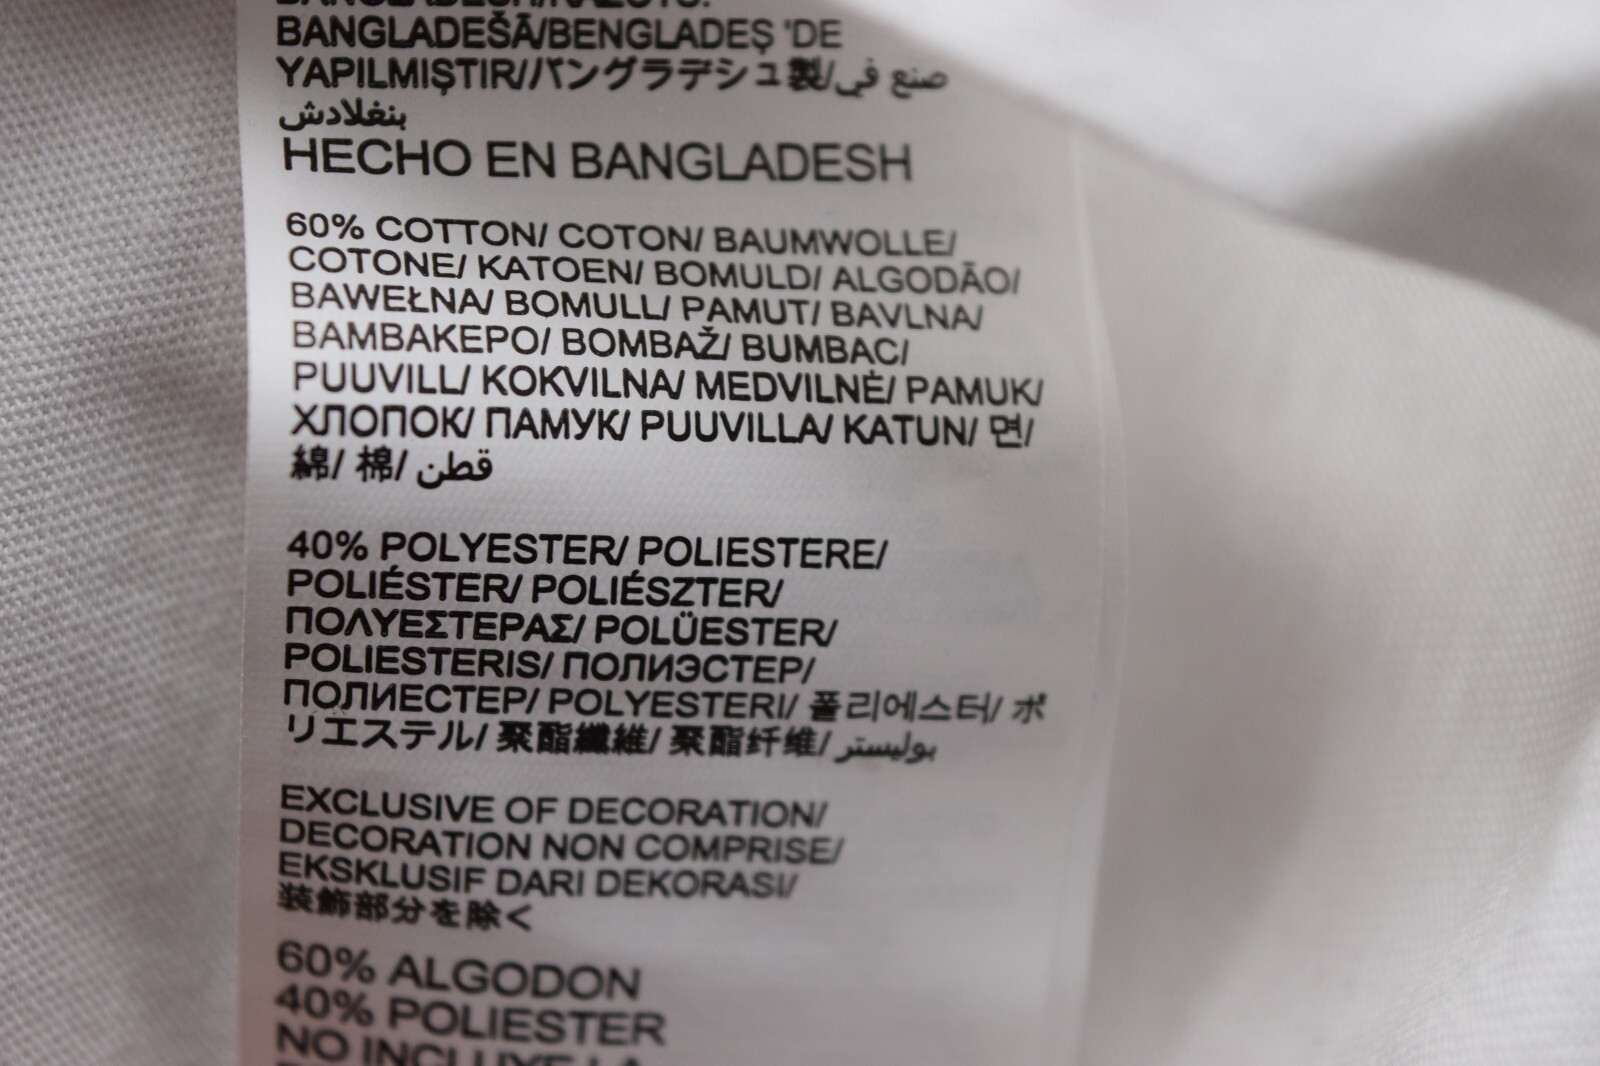 BANGLADEŠĀ/BENGLADEŞ 'DE
YAPILMIŞTIR/バングラデシュ製/صنع في
بنغلادش
HECHO EN BANGLADESH
60% COTTON/ COTON/ BAUMWOLLE/
COTONE/ KATOEN/ BOMULD/ ALGODÃO/
BAWEŁNA/ BOMULL/ PAMUT/ BAVLNA/
BAMBAKEPO/ BOMBAŽ/ BUMBAC/
PUUVILL/ KOKVILNA/ MEDVILNĖ/ PAMUK/
ХЛОПОК/ ПАМУК/ PUUVILLA/ KATUN/ 면/
綿/ 棉/ قطن
40% POLYESTER/ POLIESTERE/
POLIÉSTER/ POLIÉSZTER/
ΠΟΛΥΕΣΤΕΡΑΣ/ POLÜESTER/
POLIESTERIS/ ПОЛИЭСТЕР/
ПОЛИЕСТЕР/ POLYESTERI/ 폴리에스터/ ポ
リエステル/ 聚酯纖維/ 聚酯纤维/ بوليستر
EXCLUSIVE OF DECORATION/
DECORATION NON COMPRISE/
EKSKLUSIF DARI DEKORASI/
装飾部分を除く
60% ALGODON
40% POLIESTER
NO INCLUYE LA